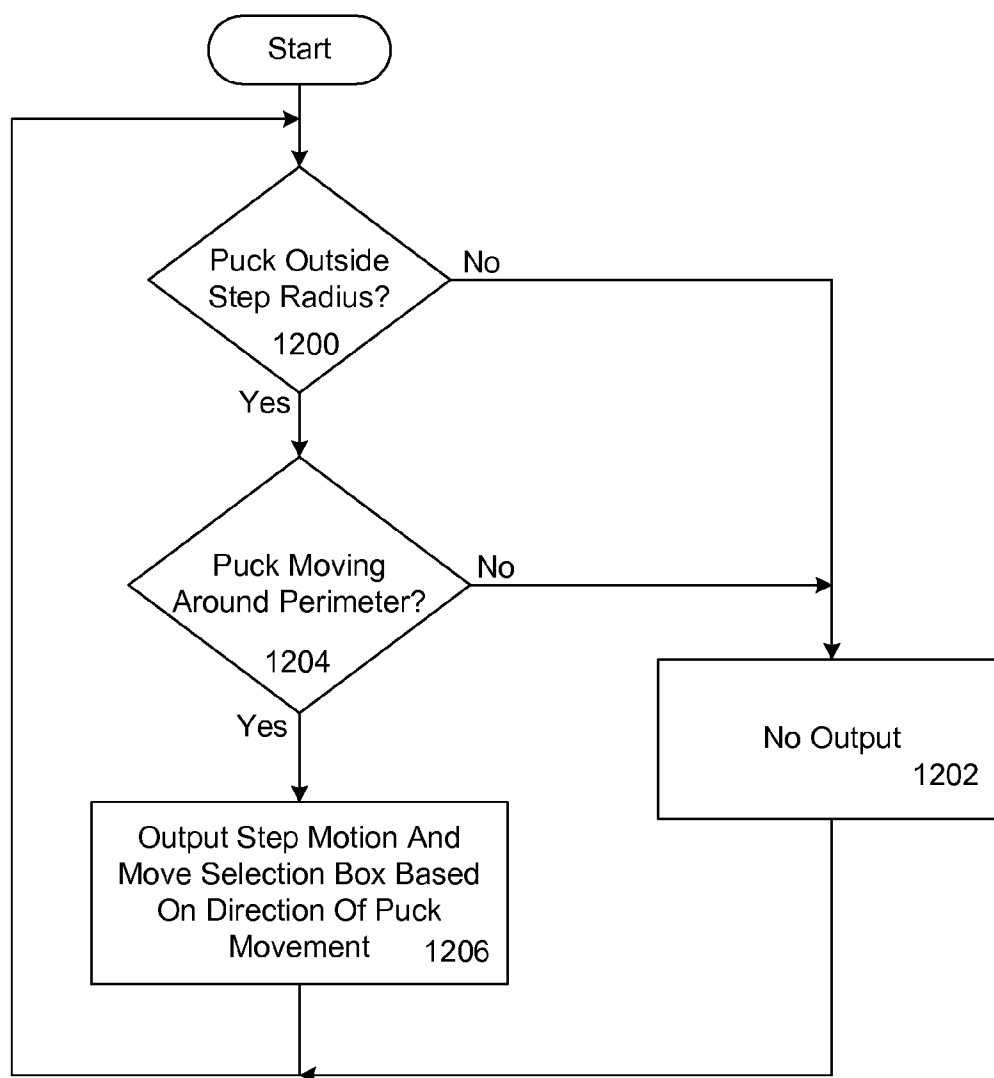 Start
Puck Outside
Step Radius?
1200
No
Yes
Puck Moving
Around Perimeter?
1204
No
Yes
No Output
1202
Output Step Motion And
Move Selection Box Based
On Direction Of Puck
Movement
1206